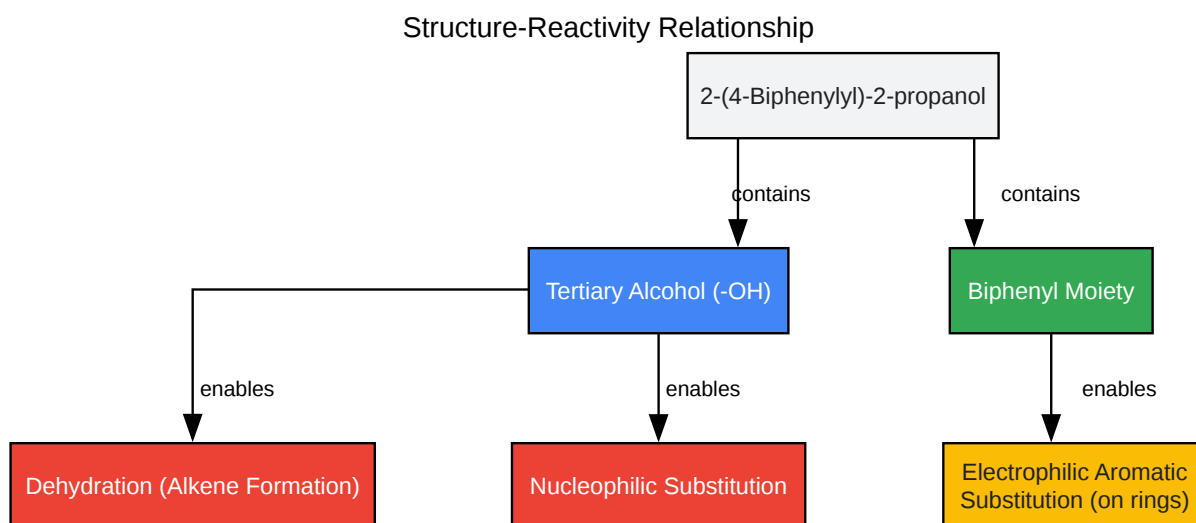 Structure-Reactivity Relationship
2-(4-Biphenylyl)-2-propanol
contains
contains
Tertiary Alcohol (-OH)
Biphenyl Moiety
enables
enables
enables
Dehydration (Alkene Formation)
Nucleophilic Substitution
Electrophilic Aromatic
Substitution (on rings)